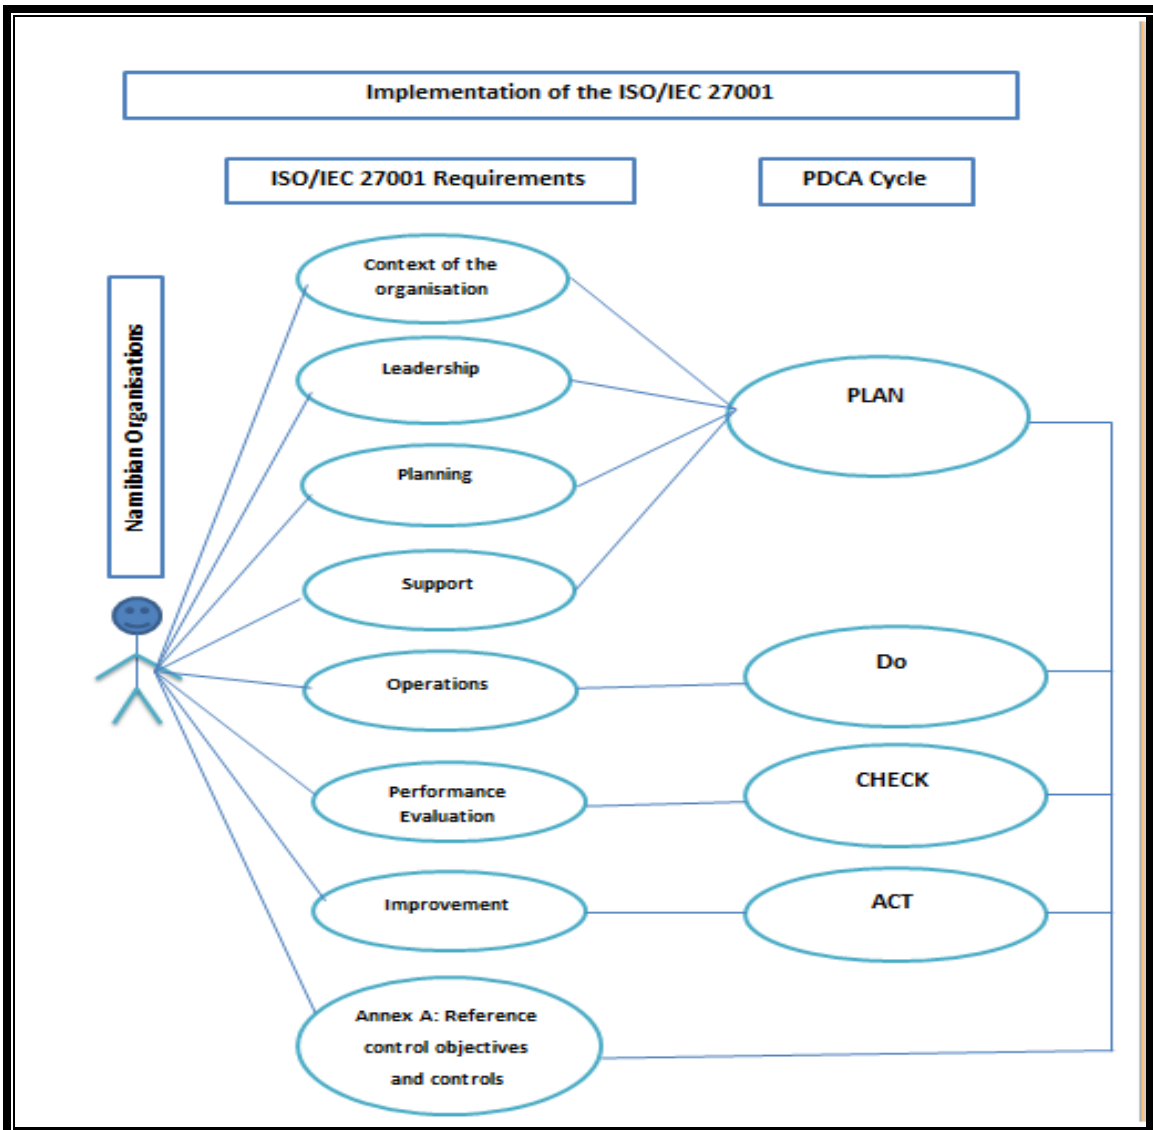 Implementation of the ISO/IEC 27001
ISO/IEC 27001 Requirements
PDCA Cycle
Namibian Organisations
Context of the
organisation
Leadership
Planning
Support
Operations
Performance
Evaluation
Improvement
Annex A: Reference
control objectives
and controls
PLAN
Do
CHECK
ACT